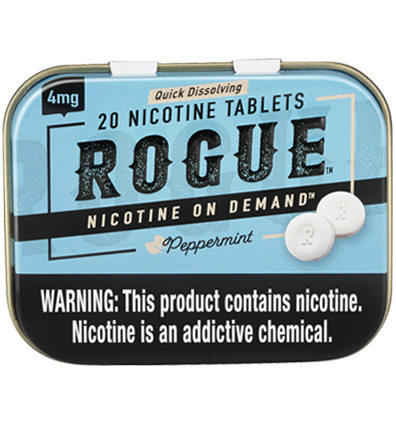 Quick Dissolving
4mg
20 NICOTINE TABLETS
ROGUE™
NICOTINE ON DEMAND™
Peppermint
R
R
WARNING: This product contains nicotine.
Nicotine is an addictive chemical.